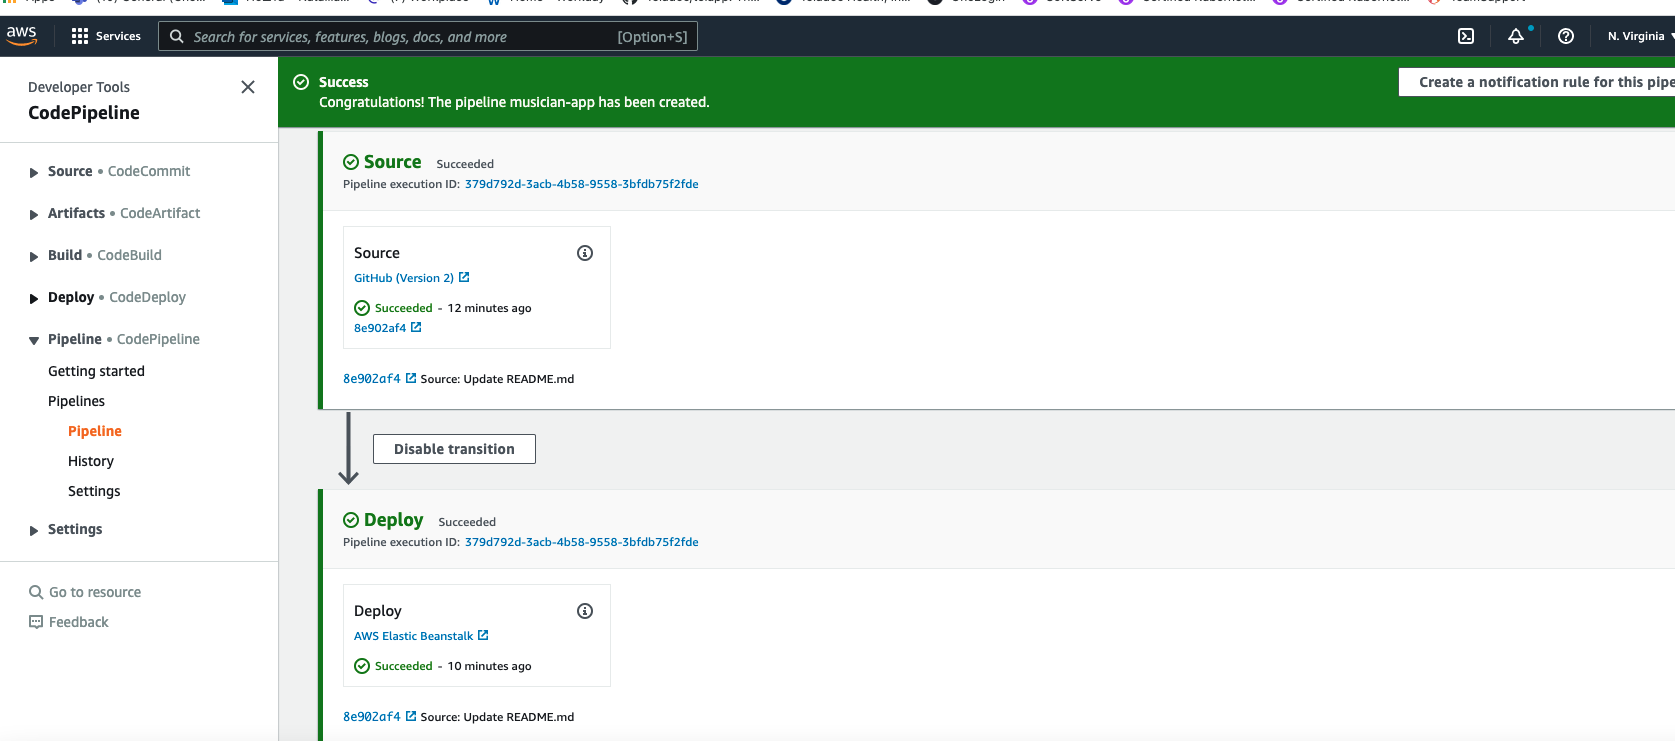 aws
Services
Search for services, features, blogs, docs, and more
[Option+S]
N. Virginia
Developer Tools
CodePipeline
Source • CodeCommit
Artifacts • CodeArtifact
Build • CodeBuild
Deploy • CodeDeploy
Pipeline • CodePipeline
Getting started
Pipelines
Pipeline
History
Settings
Settings
Go to resource
Feedback
Success
Congratulations! The pipeline musician-app has been created.
Create a notification rule for this pipe
Source Succeeded
Pipeline execution ID: 379d792d-3acb-4b58-9558-3bfdb75f2fde
Source
GitHub (Version 2)
Succeeded - 12 minutes ago
8e902af4
8e902af4 Source: Update README.md
Disable transition
Deploy Succeeded
Pipeline execution ID: 379d792d-3acb-4b58-9558-3bfdb75f2fde
Deploy
AWS Elastic Beanstalk
Succeeded - 10 minutes ago
8e902af4 Source: Update README.md